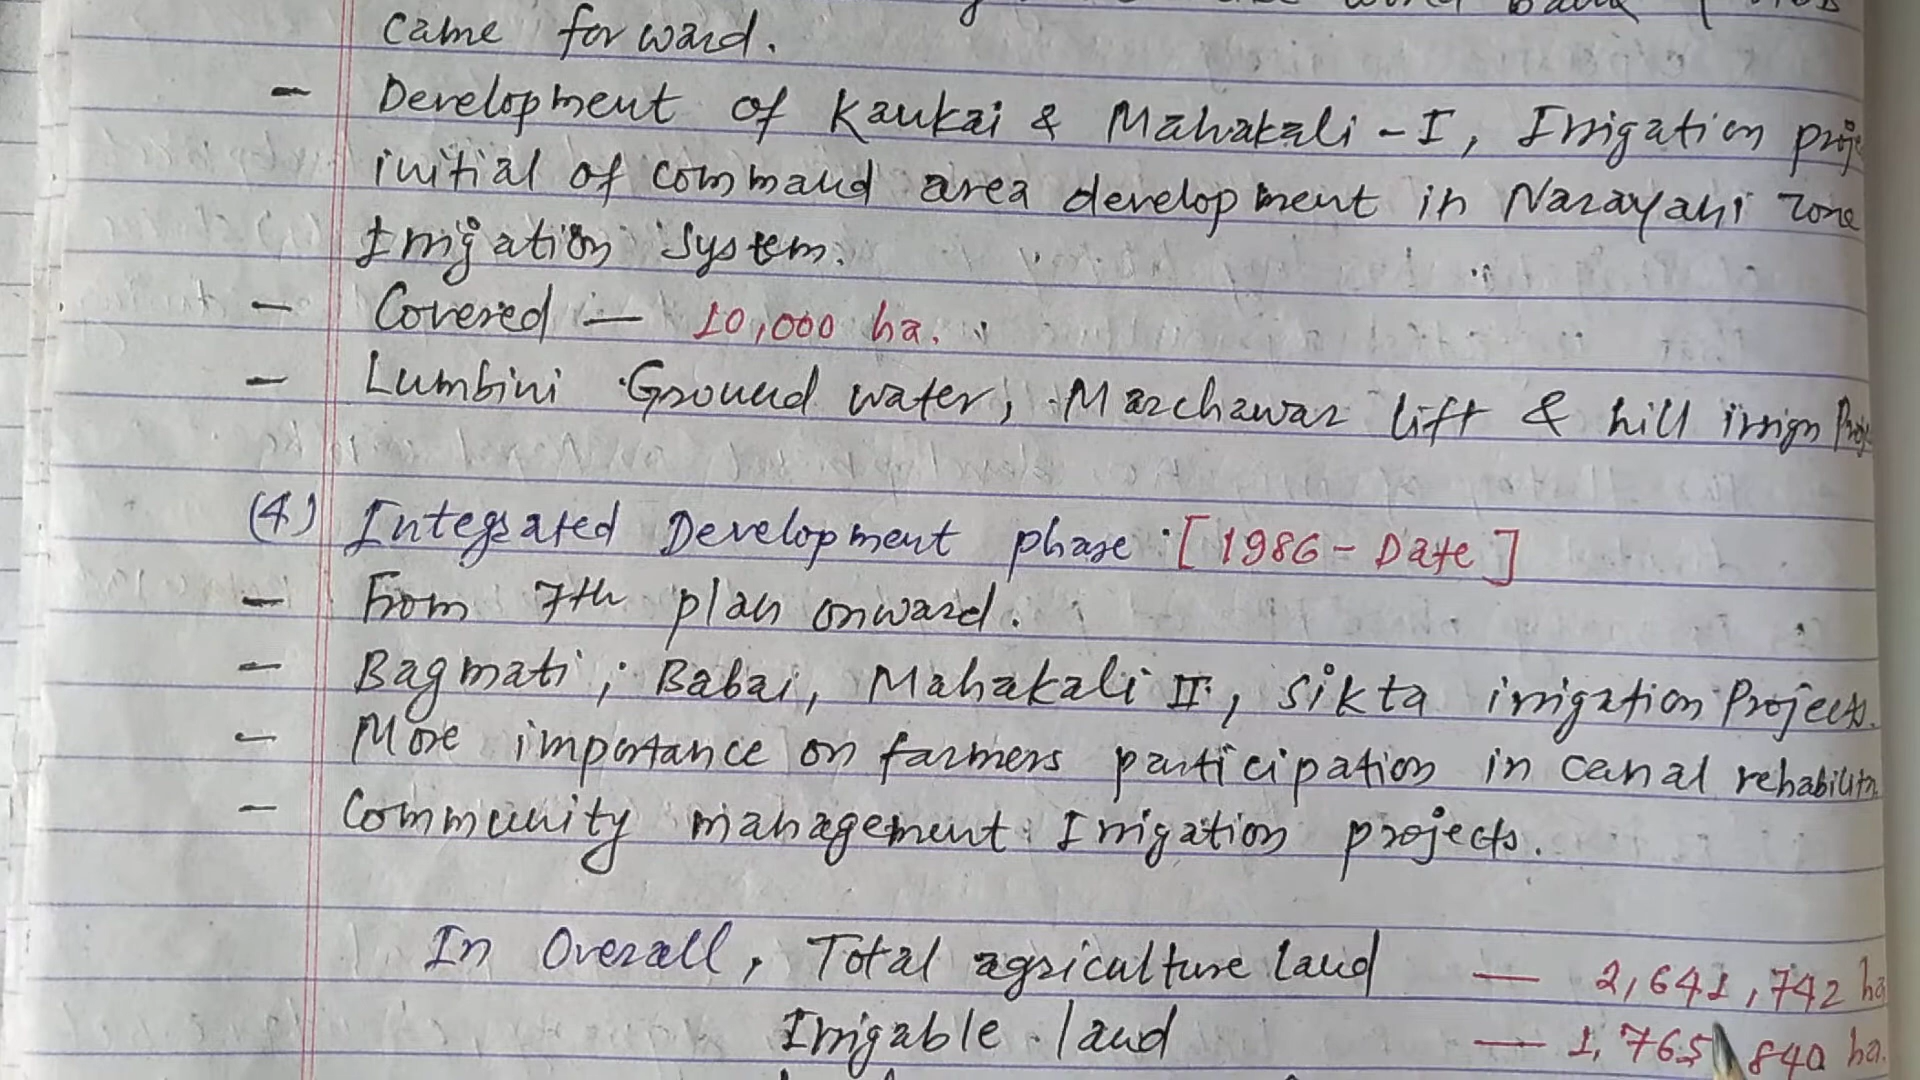 came forward.
- Development of Kaukai & Mahakali-I, Irrigation proje
initial of command area development in Narayani zone
Irrigation System.
- Covered — 10,000 ha.
- Lumbini Ground water, Marchawar lift & hill irrign Proj
(4) Integrated Development phase [1986 - Date]
- From 7th plan onward.
- Bagmati, Babai, Mahakali II, Sikta irrigation Projects.
- More importance on farmers participation in canal rehabilitn
- Community management Irrigation projects.
In Overall, Total agriculture land — 2,641,742 ha
Irrigable land — 1,765 840 ha.